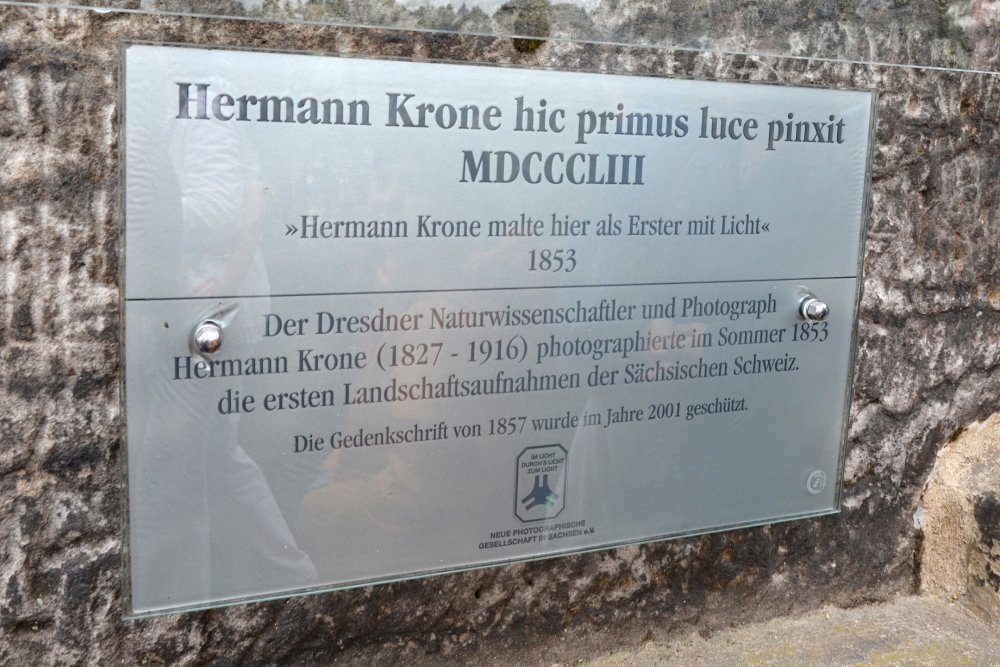 Hermann Krone hic primus luce pinxit
MDCCCLIII
»Hermann Krone malte hier als Erster mit Licht«
1853
Der Dresdner Naturwissenschaftler und Photograph
Hermann Krone (1827 - 1916) photographierte im Sommer 1853
die ersten Landschaftsaufnahmen der Sächsischen Schweiz.
Die Gedenkschrift von 1857 wurde im Jahre 2001 geschützt.
IM LICHT
DURCH'S LICHT
ZUM LICHT
NEUE PHOTOGRAPHISCHE
GESELLSCHAFT IN SACHSEN e.V.